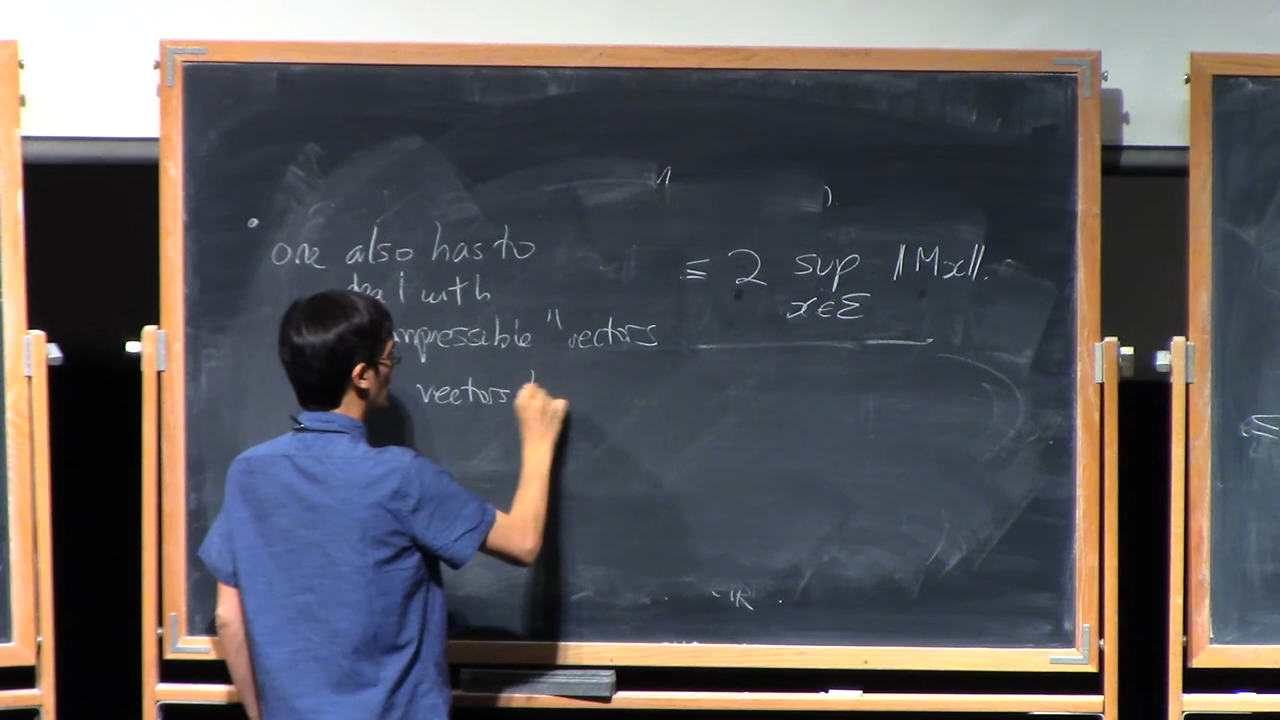 one also has to
deal with
"compressible" vectors
vectors
≤ 2 sup ||Mx||.
x∈Σ
R